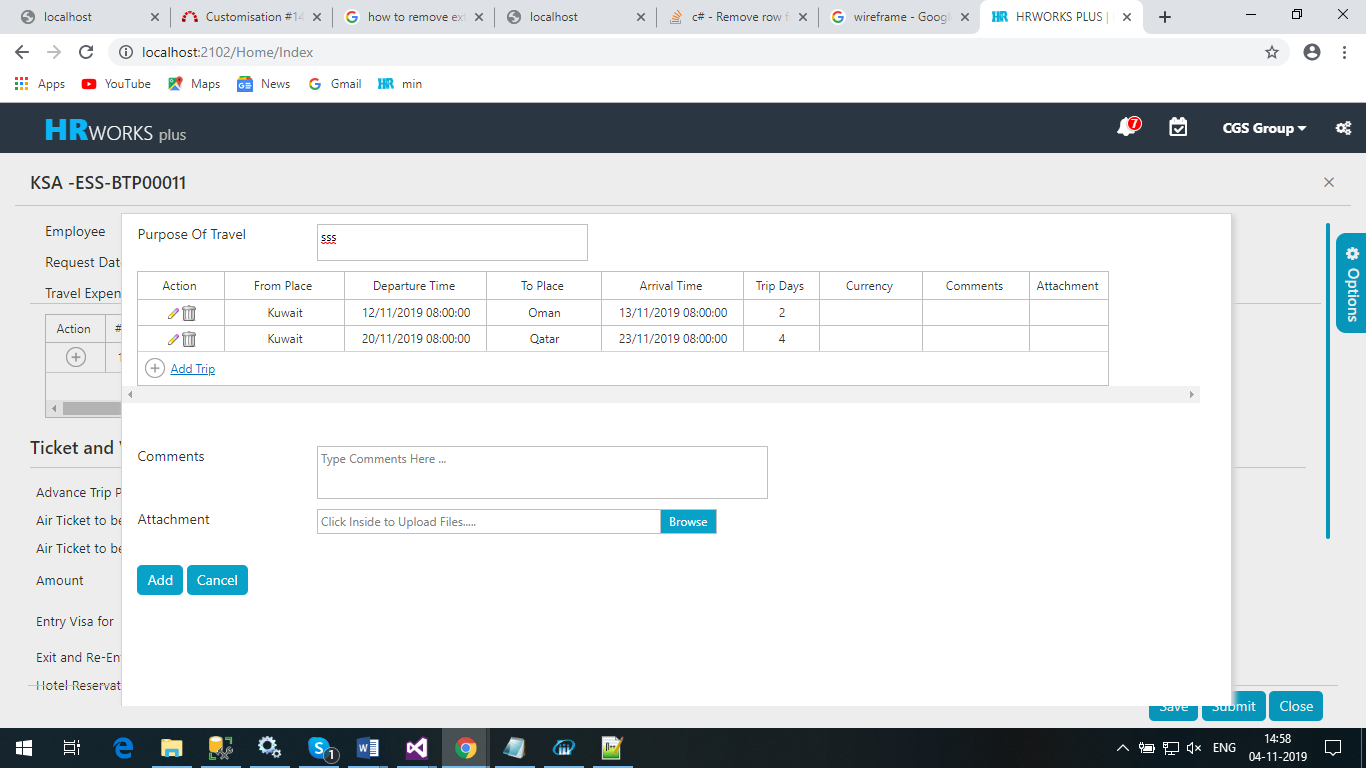 localhost
Customisation #14
how to remove ext
localhost
c# - Remove row f
wireframe - Googl
HRWORKS PLUS |
localhost:2102/Home/Index
Apps YouTube Maps News Gmail HR min
HRWORKS plus
7
CGS Group
KSA -ESS-BTP00011
Employee
Request Dat
Travel Expen
Action #
1
Purpose Of Travel sss
Action From Place Departure Time To Place Arrival Time Trip Days Currency Comments Attachment
Kuwait 12/11/2019 08:00:00 Oman 13/11/2019 08:00:00 2
Kuwait 20/11/2019 08:00:00 Qatar 23/11/2019 08:00:00 4
Add Trip
Options
Ticket and
Comments Type Comments Here ...
Advance Trip P
Attachment Click Inside to Upload Files..... Browse
Air Ticket to be
Air Ticket to be
Amount
Add Cancel
Entry Visa for
Exit and Re-En
Hotel Reservat
Save Submit Close
1
ENG
14:58
04-11-2019